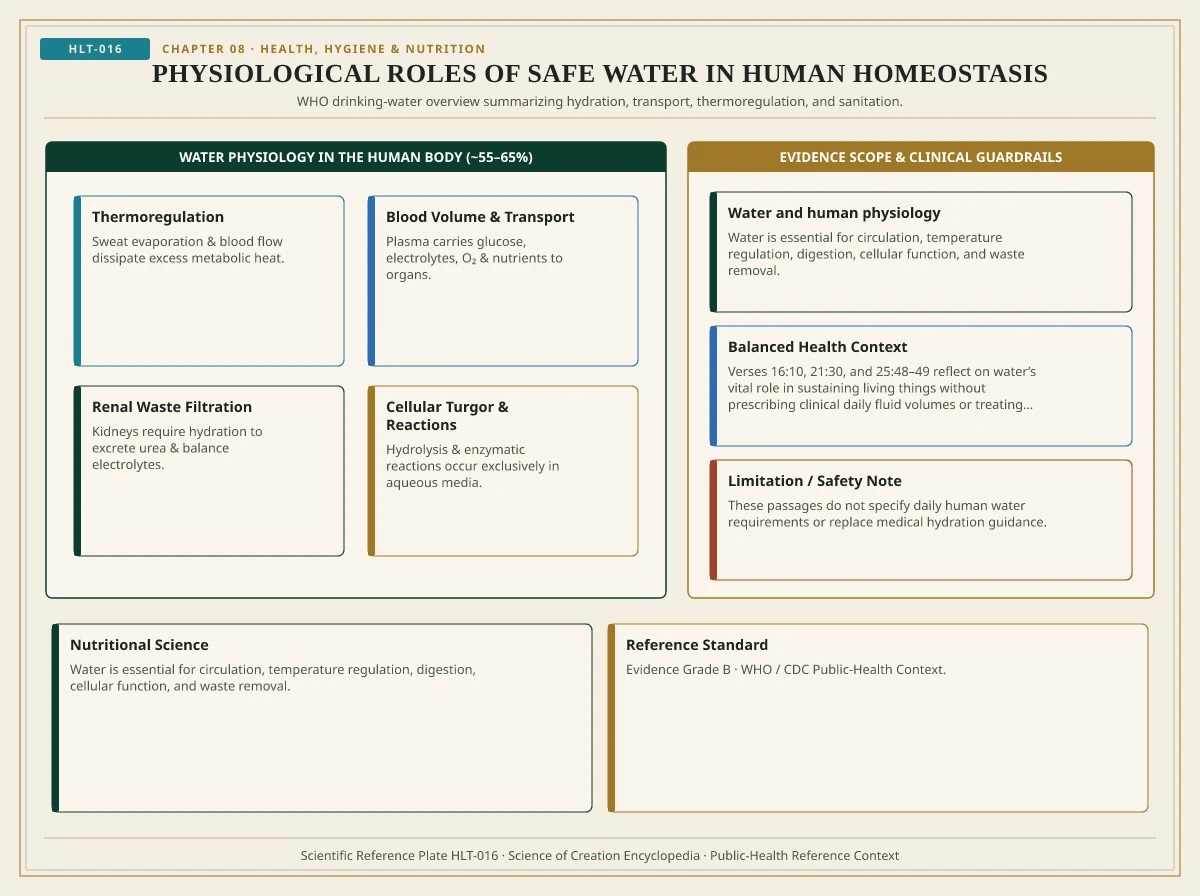 HLT-016
CHAPTER 08 · HEALTH, HYGIENE & NUTRITION
PHYSIOLOGICAL ROLES OF SAFE WATER IN HUMAN HOMEOSTASIS
WHO drinking-water overview summarizing hydration, transport, thermoregulation, and sanitation.
WATER PHYSIOLOGY IN THE HUMAN BODY (~55–65%)
Thermoregulation
Sweat evaporation & blood flow
dissipate excess metabolic heat.
Blood Volume & Transport
Plasma carries glucose,
electrolytes, O₂ & nutrients to
organs.
Renal Waste Filtration
Kidneys require hydration to
excrete urea & balance
electrolytes.
Cellular Turgor &
Reactions
Hydrolysis & enzymatic
reactions occur exclusively in
aqueous media.
EVIDENCE SCOPE & CLINICAL GUARDRAILS
Water and human physiology
Water is essential for circulation, temperature
regulation, digestion, cellular function, and waste
removal.
Balanced Health Context
Verses 16:10, 21:30, and 25:48–49 reflect on water’s
vital role in sustaining living things without
prescribing clinical daily fluid volumes or treating…
Limitation / Safety Note
These passages do not specify daily human water
requirements or replace medical hydration guidance.
Nutritional Science
Water is essential for circulation, temperature regulation, digestion,
cellular function, and waste removal.
Reference Standard
Evidence Grade B · WHO / CDC Public-Health Context.
Scientific Reference Plate HLT-016 · Science of Creation Encyclopedia · Public-Health Reference Context